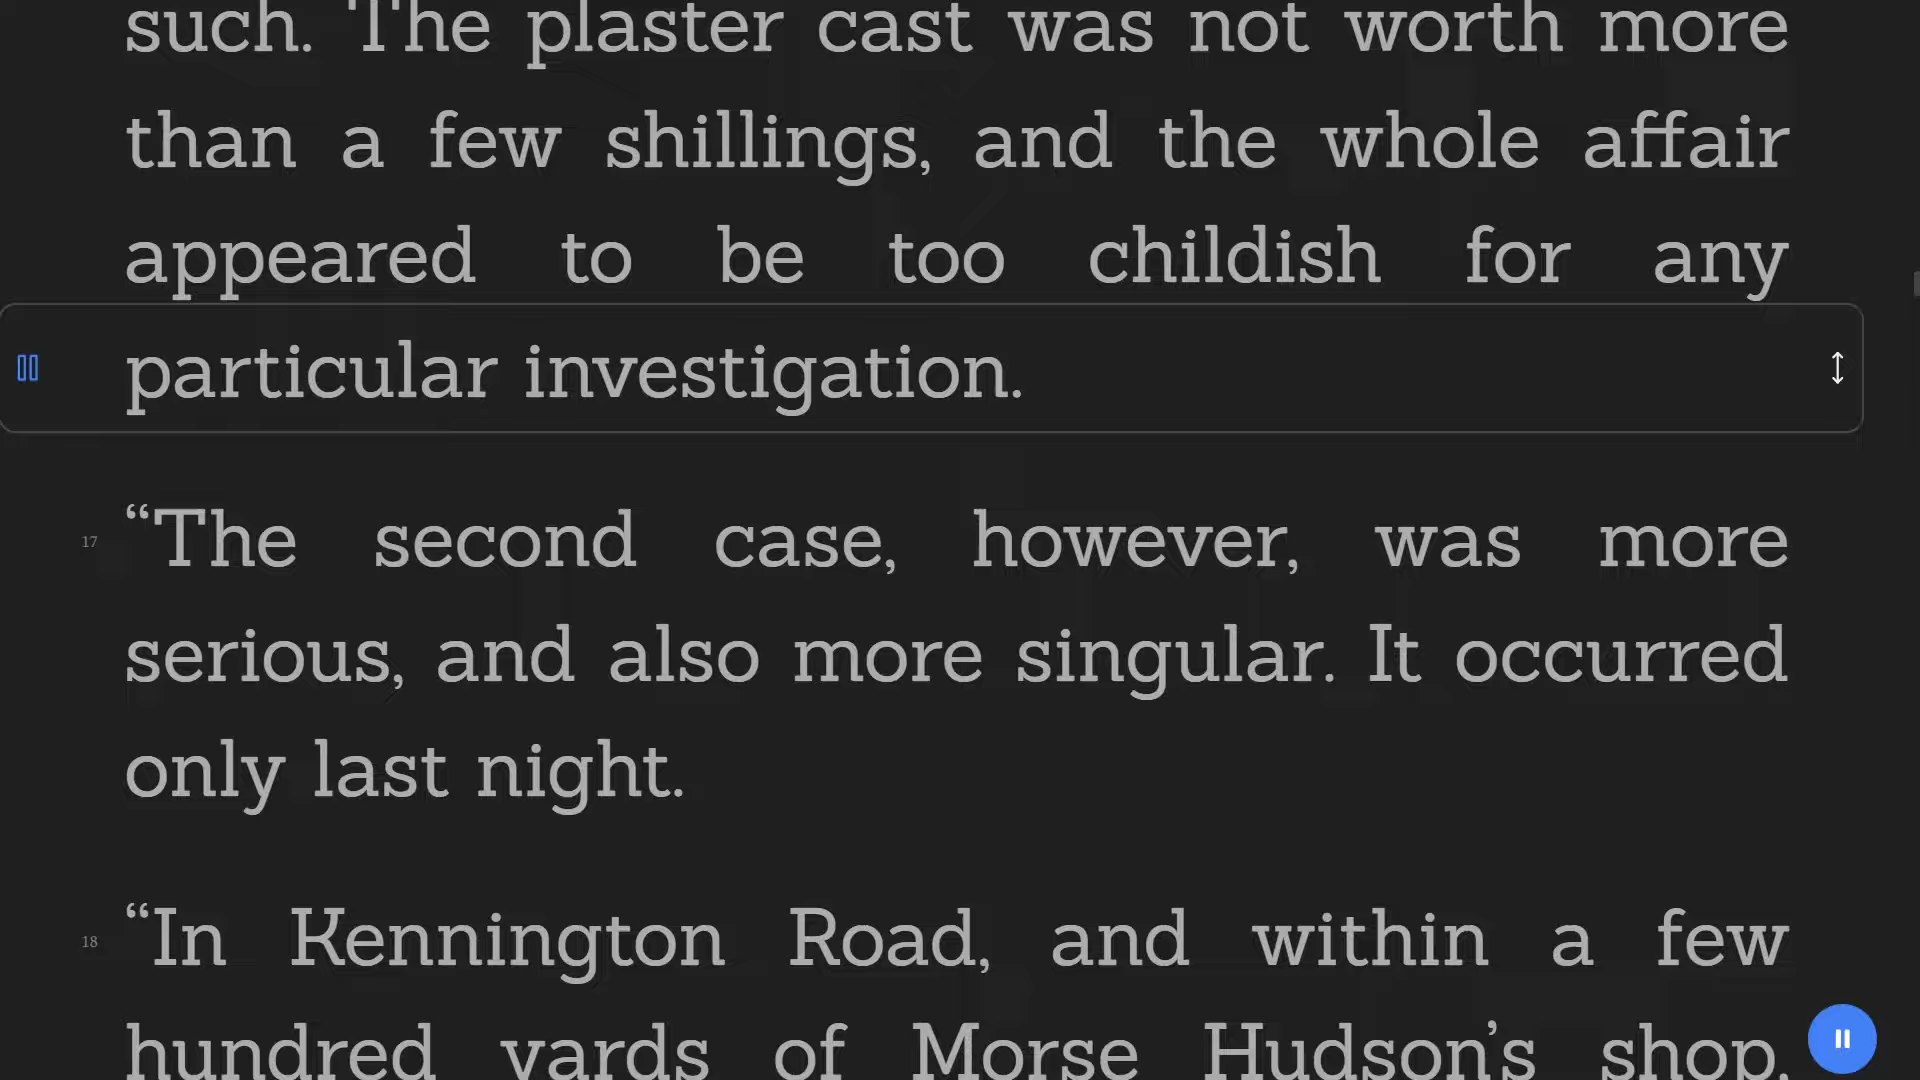 such. The plaster cast was not worth more
than a few shillings, and the whole affair
appeared to be too childish for any
particular investigation.
17 “The second case, however, was more
serious, and also more singular. It occurred
only last night.
18 “In Kennington Road, and within a few
hundred yards of Morse Hudson’s shop,